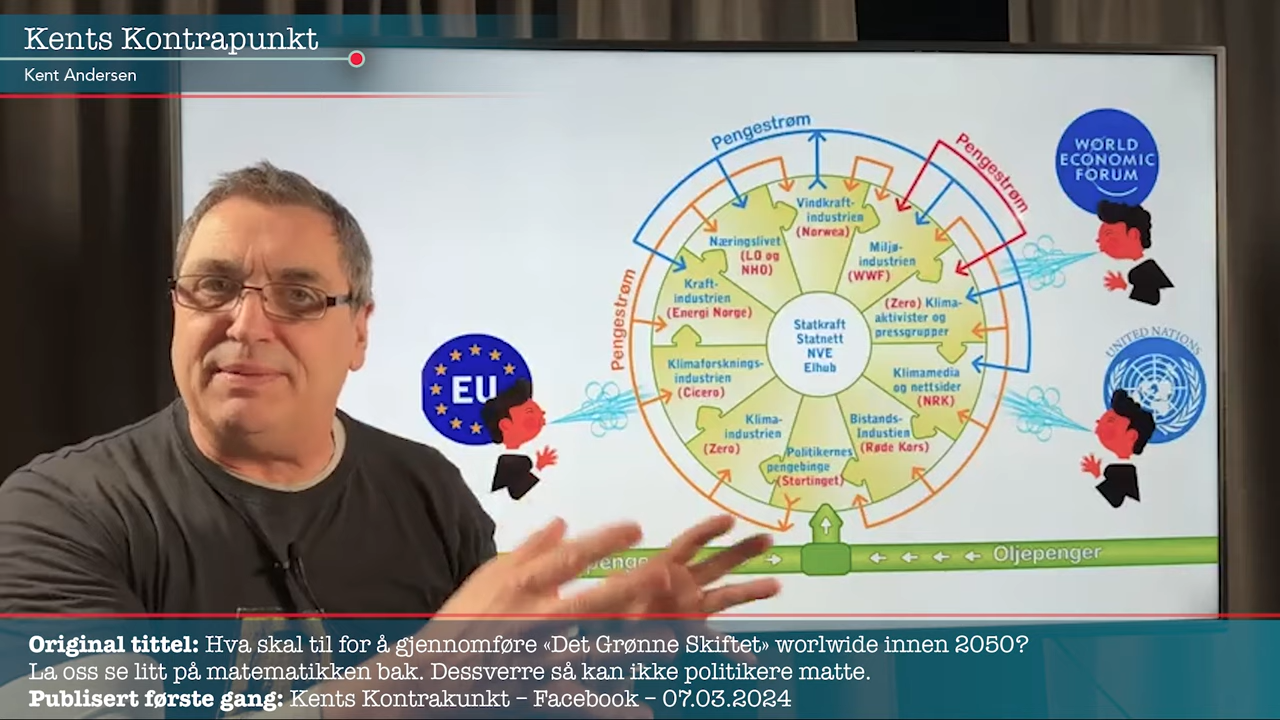 Kents Kontrapunkt
Kent Andersen
Pengestrøm
Pengestrøm
Pengestrøm
WORLD
ECONOMIC
FORUM
Vindkraft-
industrien
(Norwea)
Næringslivet
(LO og
NHO)
Miljø-
industrien
(WWF)
Kraft-
industrien
(Energi Norge)
(Zero) Klima-
aktivister og
pressgrupper
Statkraft
Statnett
NVE
Elhub
Klimaforsknings-
industrien
(Cicero)
Klimamedia
og nettsider
(NRK)
Klima-
industrien
(Zero)
Bistands-
Industien
(Røde Kors)
Politikernes
pengebinge
(Stortinget)
EU
UNITED NATIONS
Oljepenger
Original tittel: Hva skal til for å gjennomføre «Det Grønne Skiftet» worlwide innen 2050?
La oss se litt på matematikken bak. Dessverre så kan ikke politikere matte.
Publisert første gang: Kents Kontrakunkt – Facebook – 07.03.2024